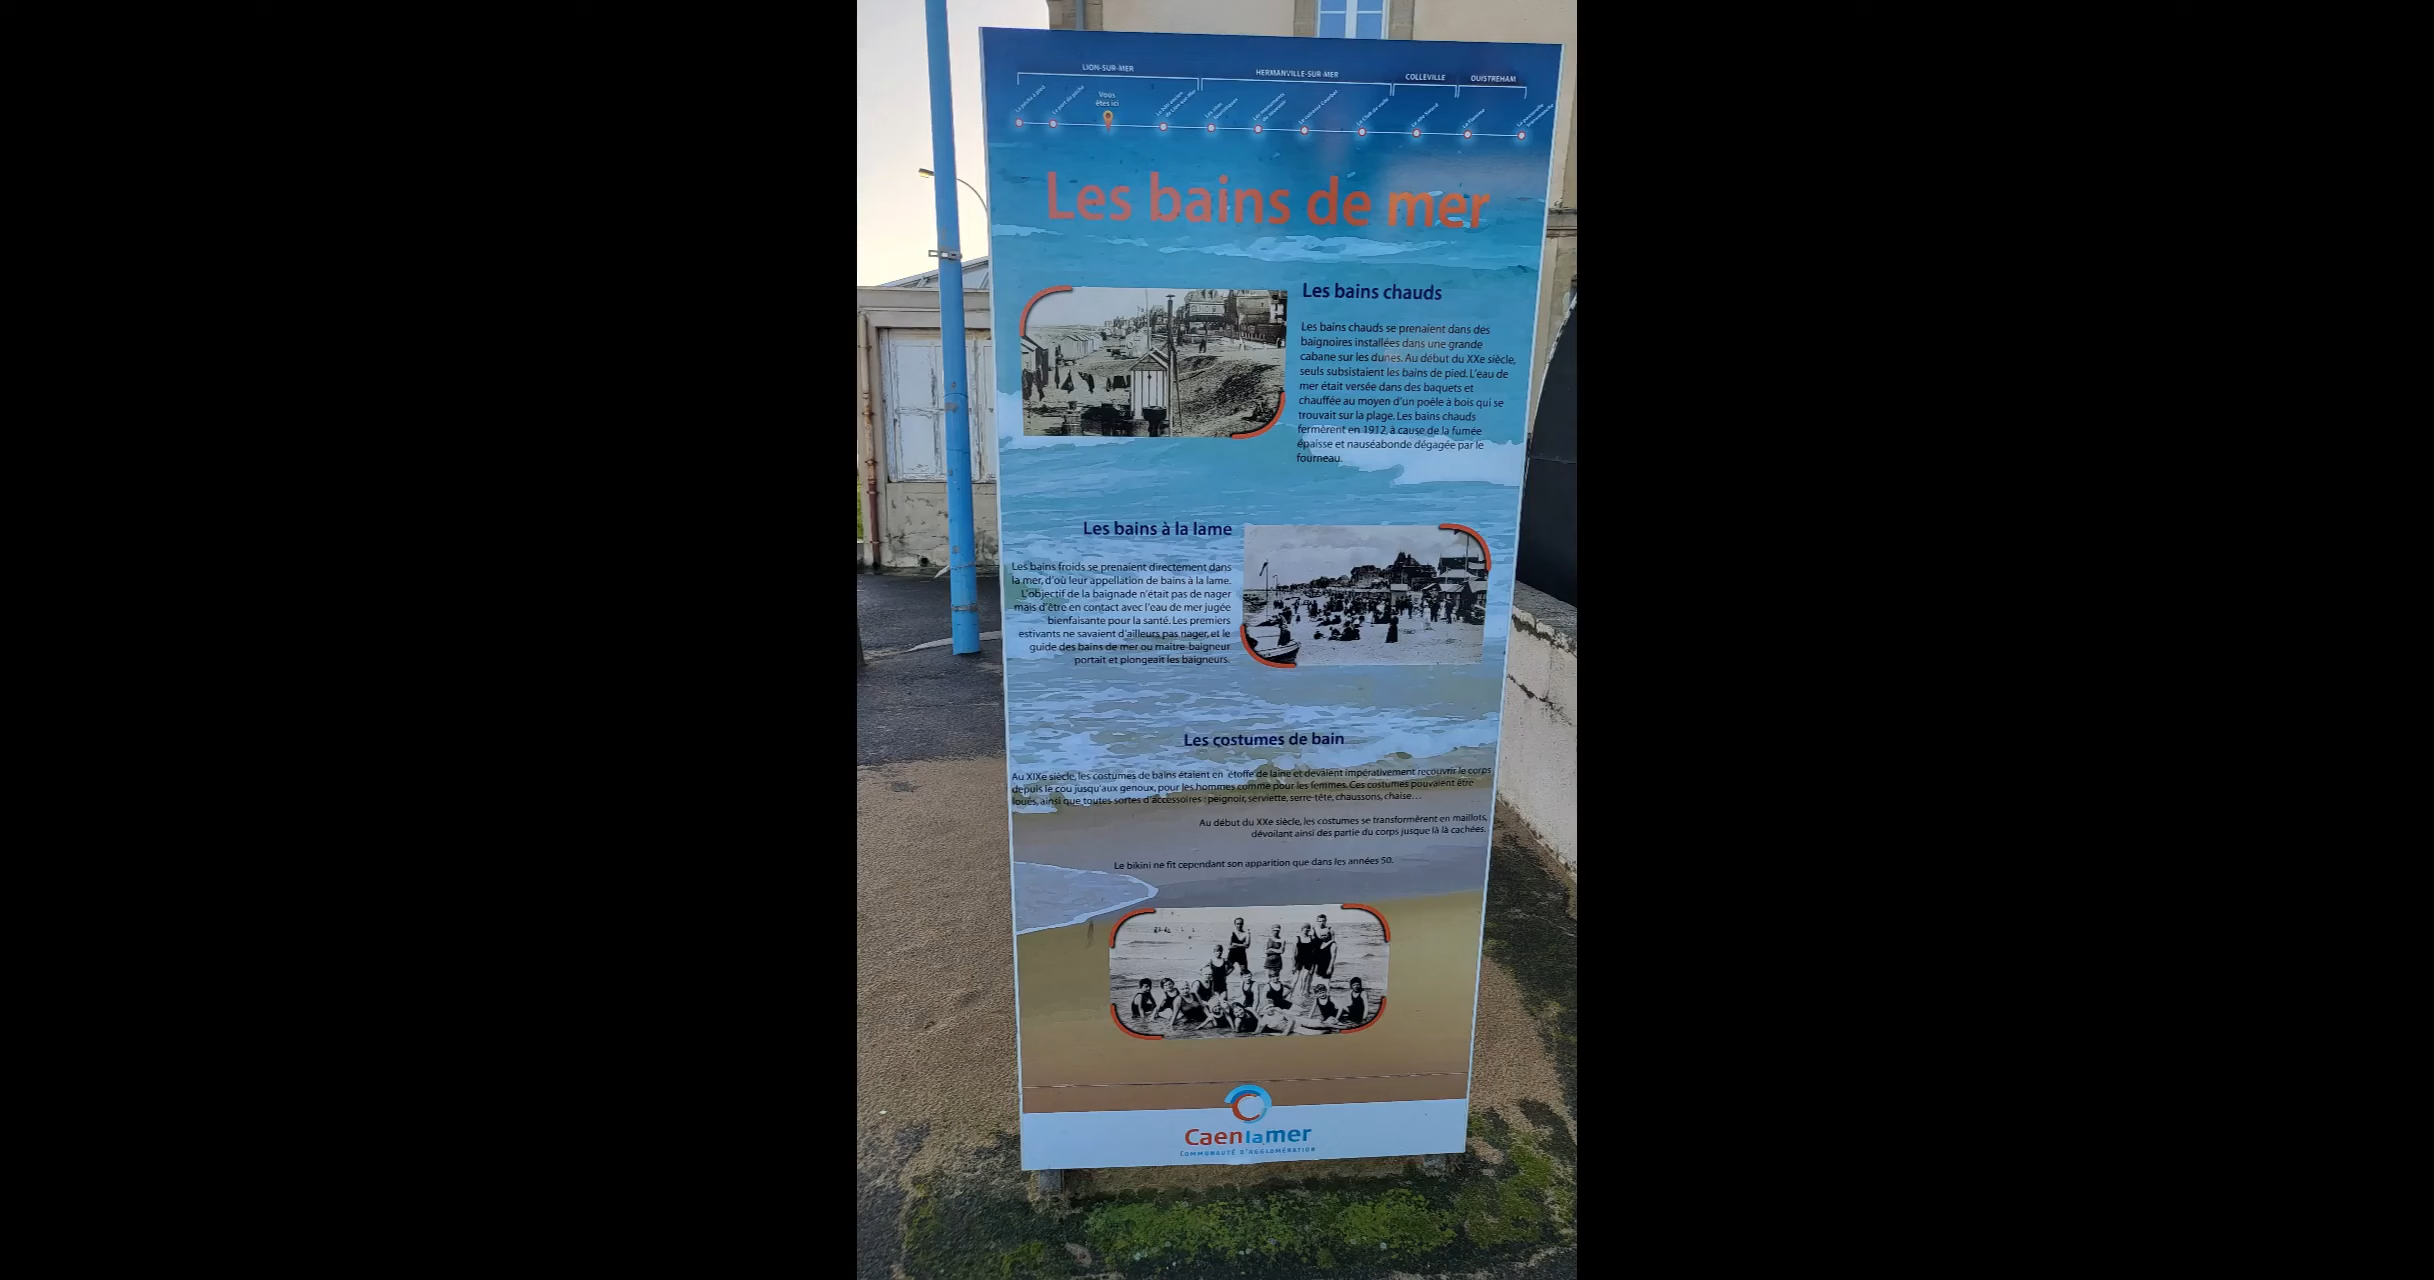 LION-SUR-MER
HERMANVILLE-SUR-MER
COLLEVILLE
OUISTREHAM
La pêche à pied
Le port de pêche
Vous
êtes ici
Les bains de mer
Les bains chauds
Les bains chauds se prenaient dans des
baignoires installées dans une grande
cabane sur les dunes. Au début du XXe siècle,
seuls subsistaient les bains de pied. L'eau de
mer était versée dans des baquets et
chauffée au moyen d'un poêle à bois qui se
trouvait sur la plage. Les bains chauds
fermèrent en 1912, à cause de la fumée
épaisse et nauséabonde dégagée par le
fourneau.
Les bains à la lame
Les bains froids se prenaient directement dans
la mer, d'où leur appellation de bains à la lame.
L'objectif de la baignade n'était pas de nager
mais d'être en contact avec l'eau de mer jugée
bienfaisante pour la santé. Les premiers
estivants ne savaient d'ailleurs pas nager, et le
guide des bains de mer ou maitre-baigneur
portait et plongeait les baigneurs.
Les costumes de bain
Au XIXe siècle, les costumes de bains étaient en étoffe de laine et devaient impérativement recouvrir le corps
depuis le cou jusqu'aux genoux, pour les hommes comme pour les femmes. Ces costumes pouvaient être
loués, ainsi que toutes sortes d'accessoires : peignoir, serviette, serre-tête, chaussons, chaise…
Au début du XXe siècle, les costumes se transformèrent en maillots,
dévoilant ainsi des partie du corps jusque là là cachées.
Le bikini ne fit cependant son apparition que dans les années 50.
Caenlamer
COMMUNAUTÉ D'AGGLOMÉRATION